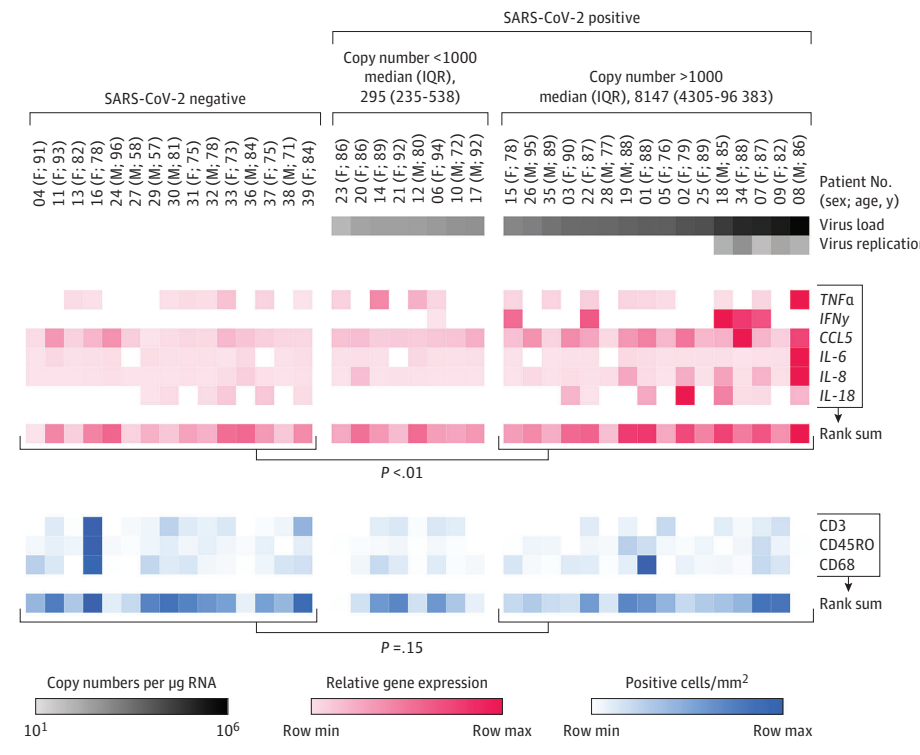 SARS-CoV-2 positive
Copy number <1000
median (IQR),
295 (235-538)
Copy number >1000
median (IQR), 8147 (4305-96 383)
SARS-CoV-2 negative
04 (F; 91)
11 (F; 93)
13 (F; 82)
16 (F; 78)
24 (M; 96)
27 (M; 58)
29 (M; 57)
30 (M; 81)
31 (F; 75)
32 (M; 78)
33 (F; 73)
36 (M; 84)
37 (F; 75)
38 (M; 71)
39 (F; 84)
23 (F; 86)
20 (F; 86)
14 (F; 89)
21 (F; 92)
12 (M; 80)
06 (F; 94)
10 (M; 72)
17 (M; 92)
15 (F; 78)
26 (M; 95)
35 (M; 89)
03 (F; 90)
22 (F; 87)
28 (M; 77)
19 (M; 88)
01 (F; 88)
05 (F; 76)
02 (F; 79)
25 (F; 89)
18 (M; 85)
34 (F; 88)
07 (F; 87)
09 (F; 82)
08 (M; 86)
Patient No.
(sex; age, y)
Virus load
Virus replication
TNFα
IFNγ
CCL5
IL-6
IL-8
IL-18
Rank sum
P <.01
CD3
CD45RO
CD68
Rank sum
P =.15
Copy numbers per µg RNA
10¹ 10⁶
Relative gene expression
Row min Row max
Positive cells/mm²
Row min Row max